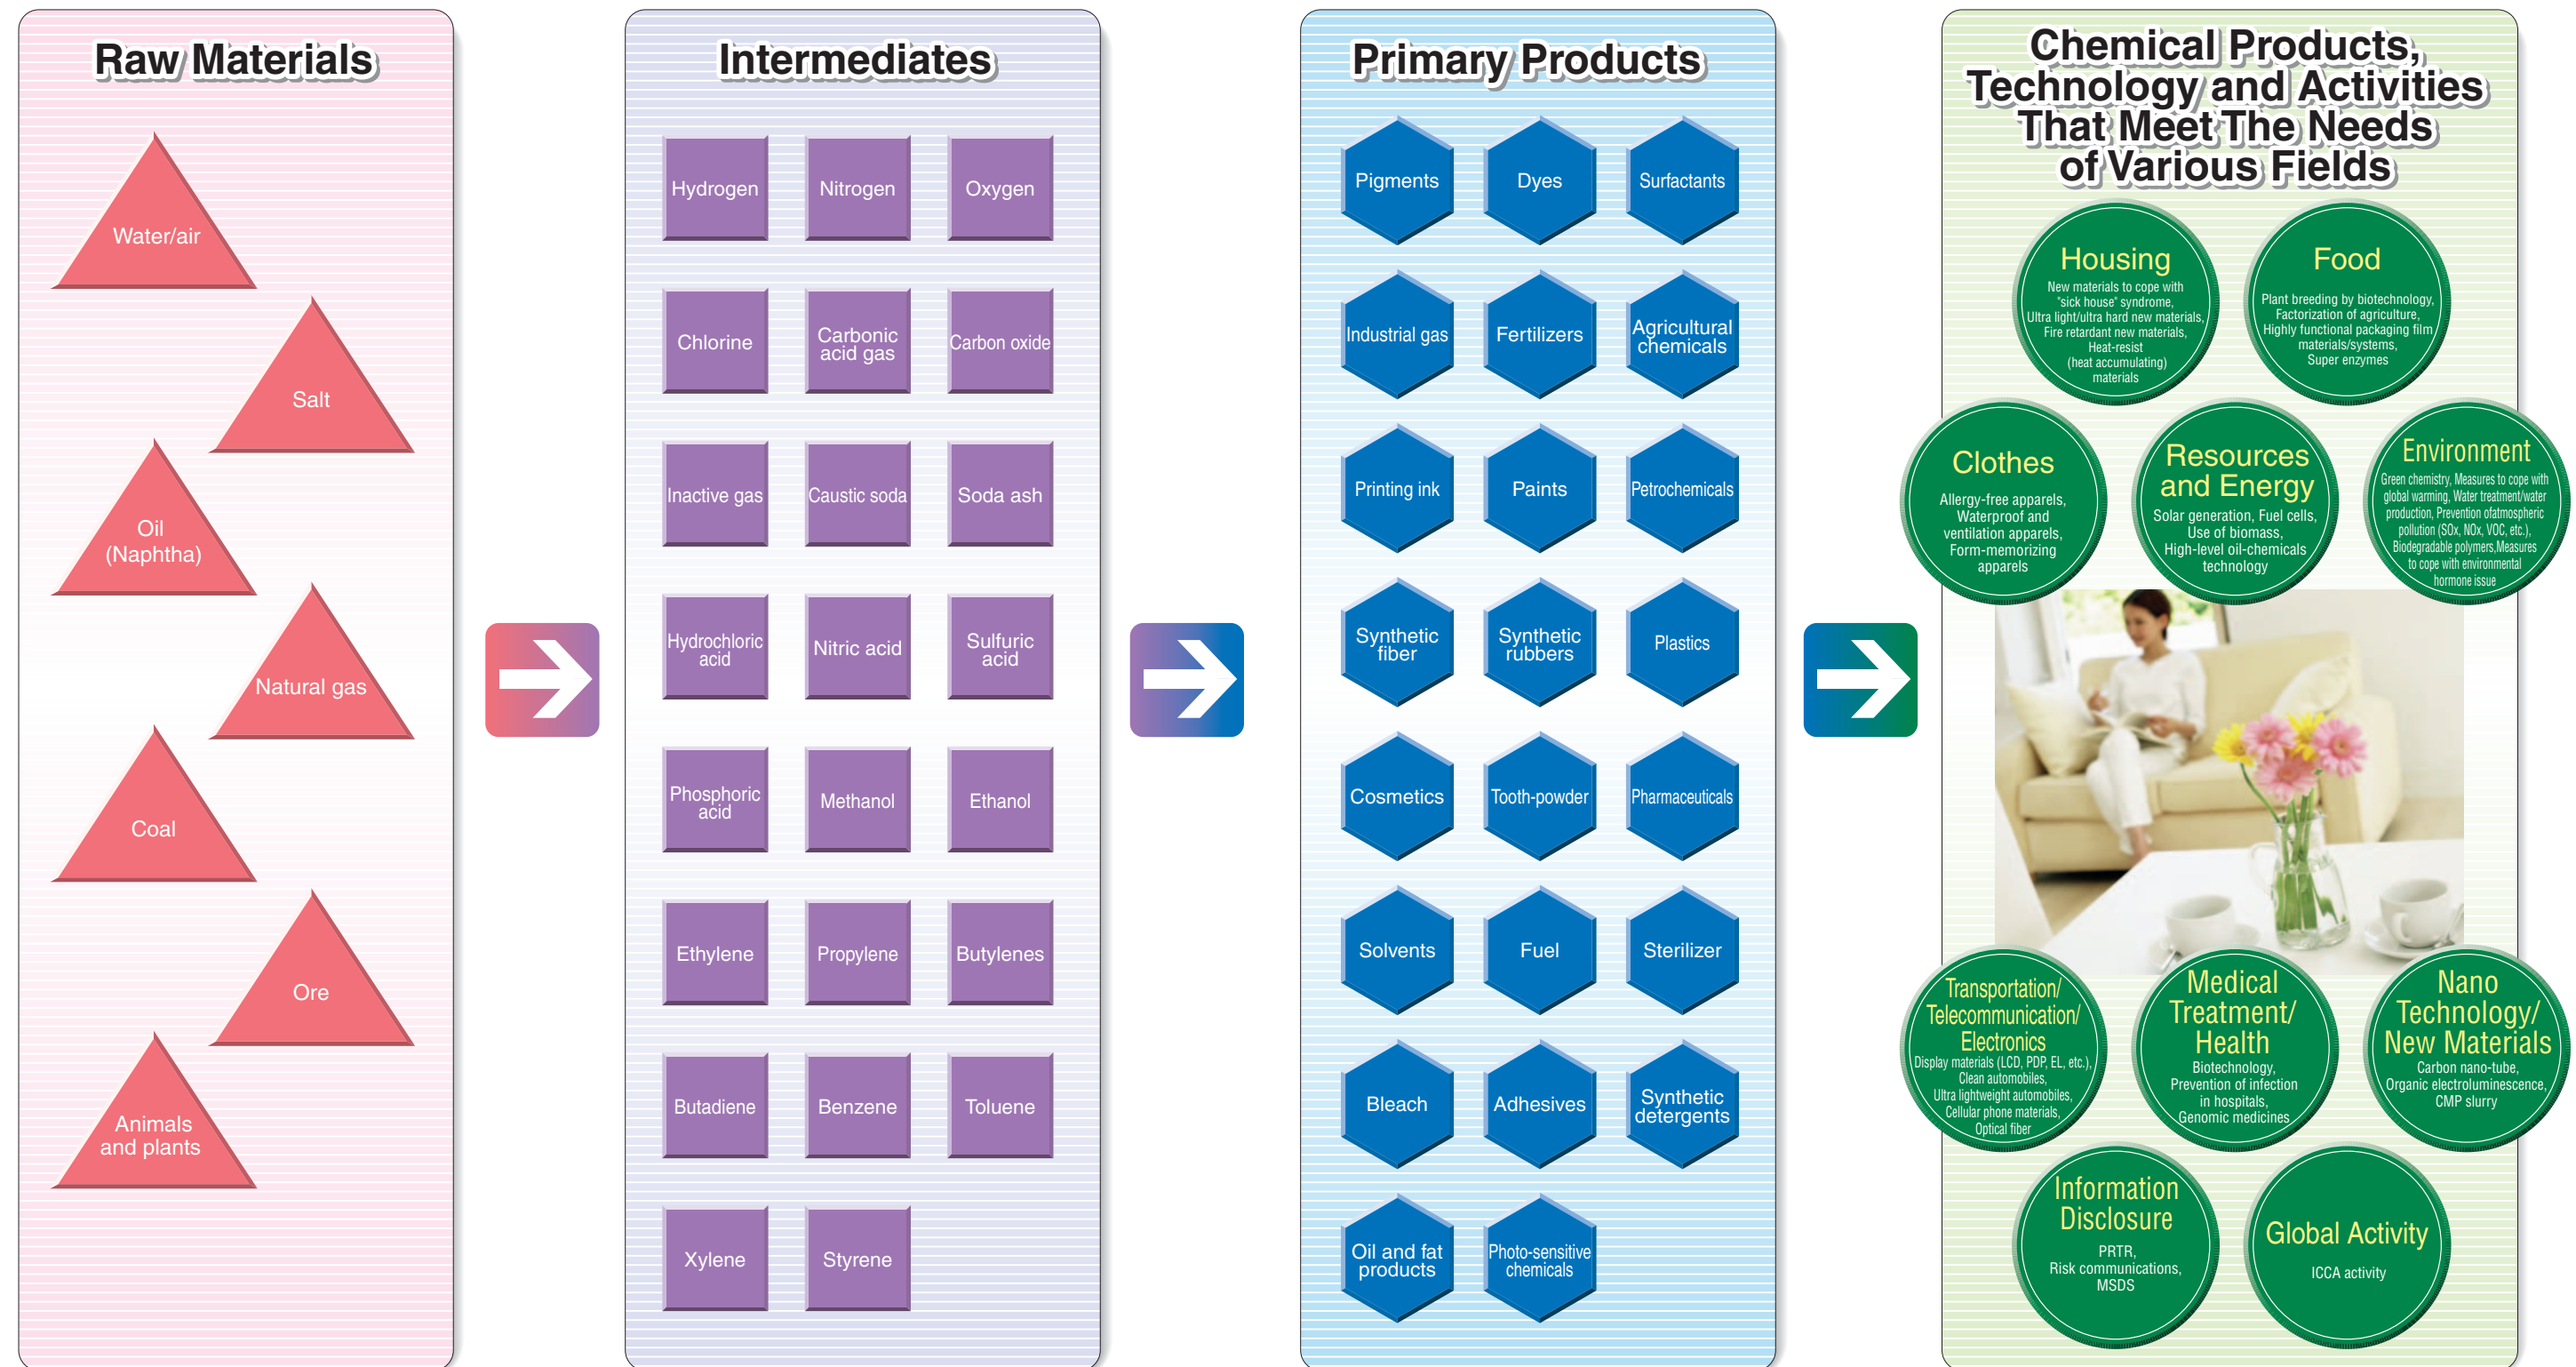 Raw Materials
Water/air
Salt
Oil
(Naphtha)
Natural gas
Coal
Ore
Animals
and plants
Intermediates
Hydrogen
Nitrogen
Oxygen
Chlorine
Carbonic
acid gas
Carbon oxide
Inactive gas
Caustic soda
Soda ash
Hydrochloric
acid
Nitric acid
Sulfuric
acid
Phosphoric
acid
Methanol
Ethanol
Ethylene
Propylene
Butylenes
Butadiene
Benzene
Toluene
Xylene
Styrene
Primary Products
Pigments
Dyes
Surfactants
Industrial gas
Fertilizers
Agricultural
chemicals
Printing ink
Paints
Petrochemicals
Synthetic
fiber
Synthetic
rubbers
Plastics
Cosmetics
Tooth-powder
Pharmaceuticals
Solvents
Fuel
Sterilizer
Bleach
Adhesives
Synthetic
detergents
Oil and fat
products
Photo-sensitive
chemicals
Chemical Products,
Technology and Activities
That Meet The Needs
of Various Fields
Housing
New materials to cope with
"sick house" syndrome,
Ultra light/ultra hard new materials,
Fire retardant new materials,
Heat-resist
(heat accumulating)
materials
Food
Plant breeding by biotechnology,
Factorization of agriculture,
Highly functional packaging film
materials/systems,
Super enzymes
Clothes
Allergy-free apparels,
Waterproof and
ventilation apparels,
Form-memorizing
apparels
Resources
and Energy
Solar generation, Fuel cells,
Use of biomass,
High-level oil-chemicals
technology
Environment
Green chemistry, Measures to cope with
global warming, Water treatment/water
production, Prevention ofatmospheric
pollution (SOx, NOx, VOC, etc.),
Biodegradable polymers,Measures
to cope with environmental
hormone issue
Transportation/
Telecommunication/
Electronics
Display materials (LCD, PDP, EL, etc.),
Clean automobiles,
Ultra lightweight automobiles,
Cellular phone materials,
Optical fiber
Medical
Treatment/
Health
Biotechnology,
Prevention of infection
in hospitals,
Genomic medicines
Nano
Technology/
New Materials
Carbon nano-tube,
Organic electroluminescence,
CMP slurry
Information
Disclosure
PRTR,
Risk communications,
MSDS
Global Activity
ICCA activity